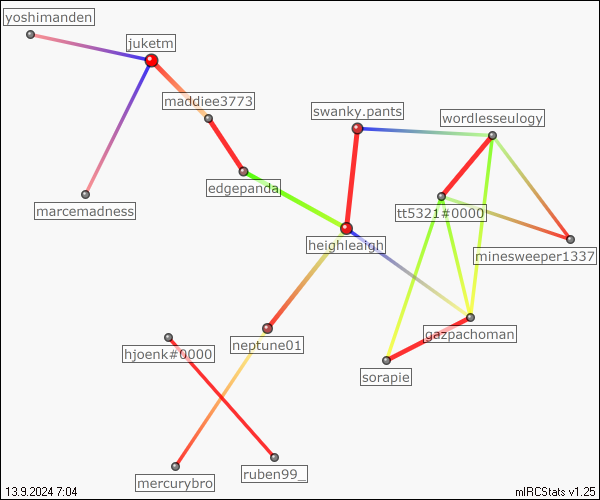 yoshimanden
juketm
maddiee3773
swanky.pants
wordlesseulogy
edgepanda
marcemadness
tt5321#0000
heighleaigh
minesweeper1337
gazpachoman
neptune01
hjoenk#0000
sorapie
ruben99_
mercurybro
13.9.2024 7:04
mIRCStats v1.25